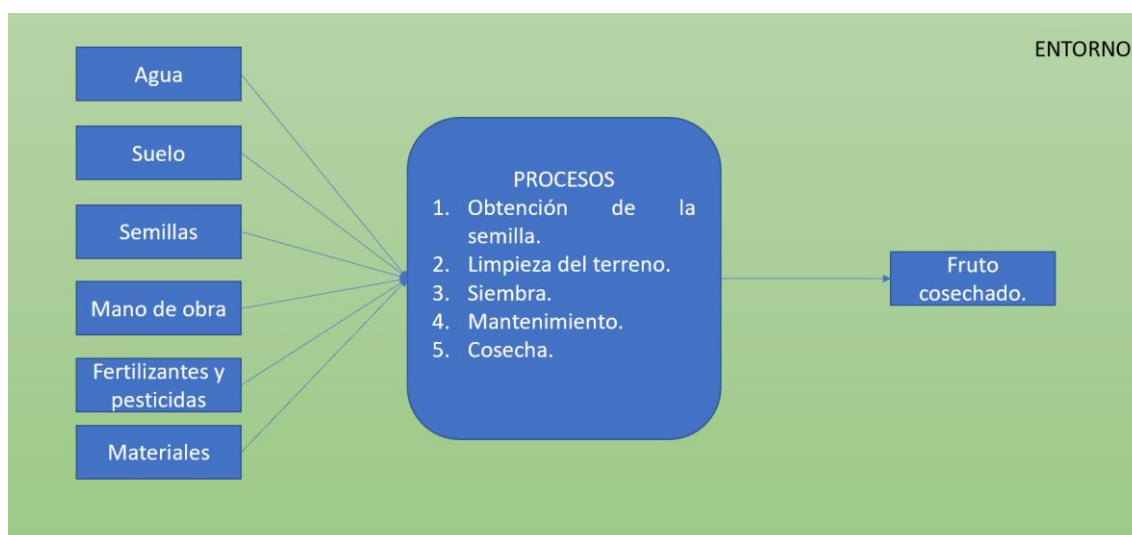 ENTORNO
Agua
Suelo
Semillas
Mano de obra
Fertilizantes y
pesticidas
Materiales
PROCESOS
1. Obtención de la
semilla.
2. Limpieza del terreno.
3. Siembra.
4. Mantenimiento.
5. Cosecha.
Fruto
cosechado.